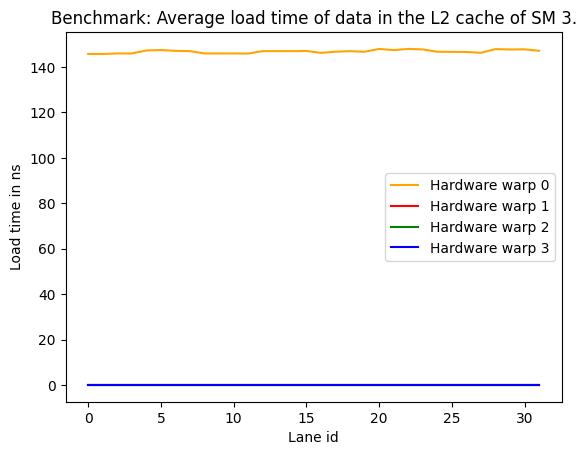 Benchmark: Average load time of data in the L2 cache of SM 3.
Load time in ns
140
120
100
80
60
40
20
0
Hardware warp 0
Hardware warp 1
Hardware warp 2
Hardware warp 3
0 5 10 15 20 25 30
Lane id